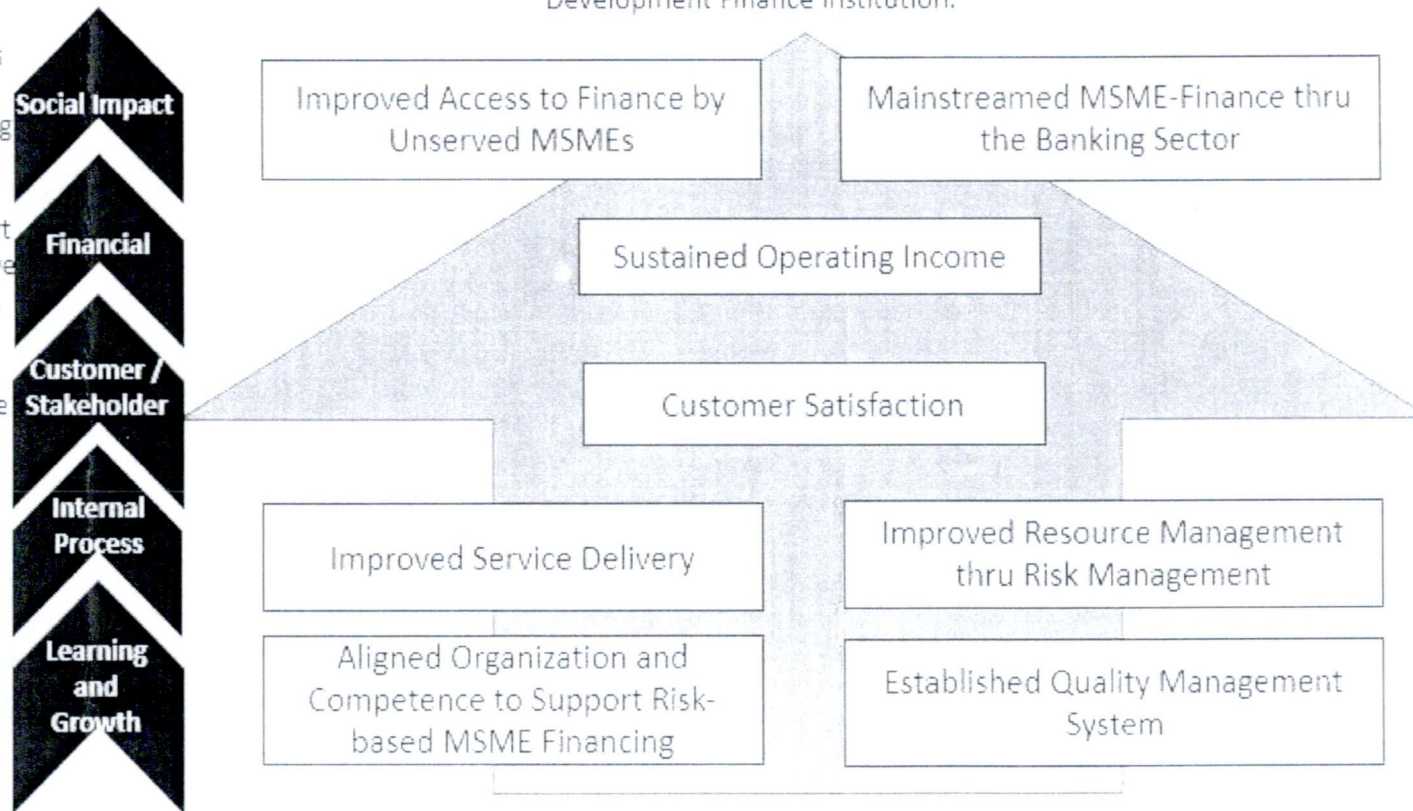 Development Finance Institution.
Social Impact
Improved Access to Finance by
Unserved MSMEs
Mainstreamed MSME-Finance thru
the Banking Sector
Financial
Sustained Operating Income
Customer /
Stakeholder
Customer Satisfaction
Internal
Process
Improved Service Delivery
Improved Resource Management
thru Risk Management
Learning
and
Growth
Aligned Organization and
Competence to Support Risk-
based MSME Financing
Established Quality Management
System